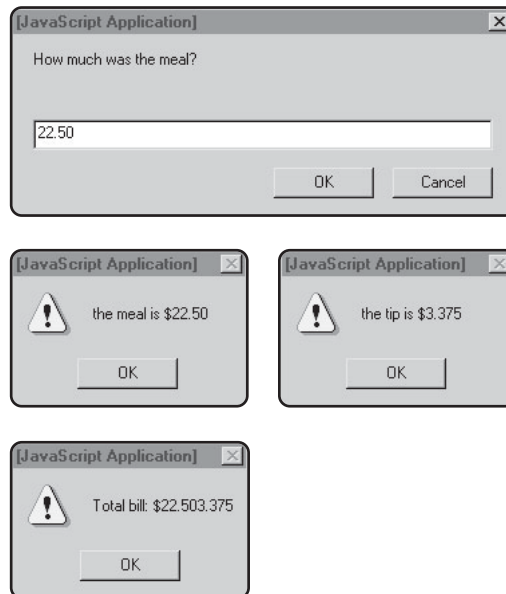 [JavaScript Application]
How much was the meal?
22.50
OK Cancel
[JavaScript Application] [JavaScript Application]
the meal is $22.50 the tip is $3.375
OK OK
[JavaScript Application]
Total bill: $22.503.375
OK